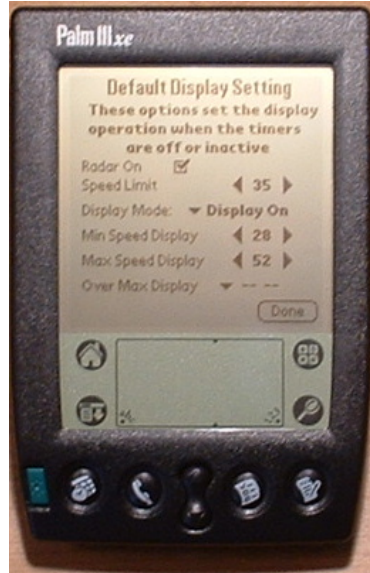 Palm IIIxe
Default Display Setting
These options set the display
operation when the timers
are off or inactive
Radar On
Speed Limit 35
Display Mode: Display On
Min Speed Display 28
Max Speed Display 52
Over Max Display -- --
Done